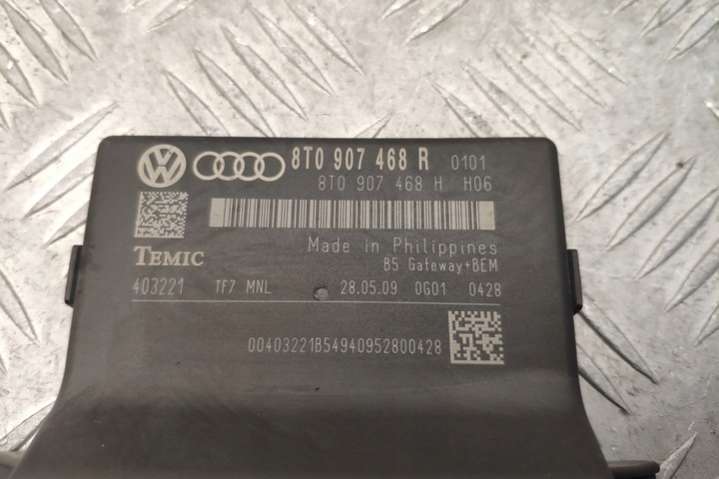 8T0 907 468 R 0101
8T0 907 468 H H06
TEMIC
Made in Philippines
B5 Gateway+BEM
403221 TF7 MNL 28.05.09 0G01 0428
00403221B54940952800428